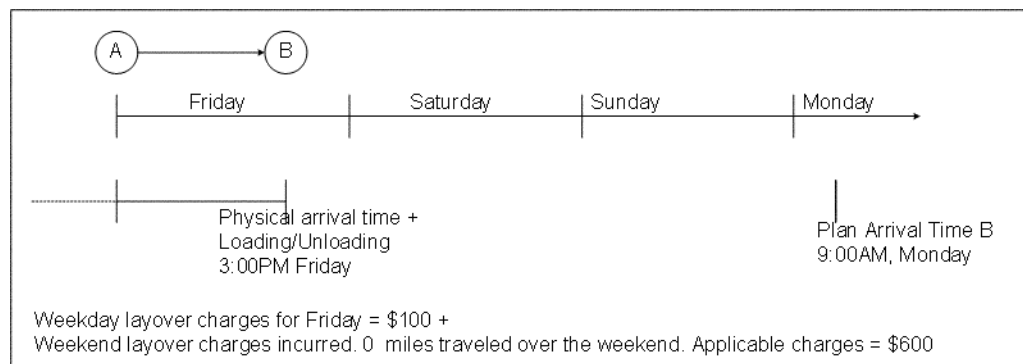 A B
Friday Saturday Sunday Monday
Physical arrival time +
Loading/Unloading
3:00PM Friday
Plan Arrival Time B
9:00AM, Monday
Weekday layover charges for Friday = $100 +
Weekend layover charges incurred. 0 miles traveled over the weekend. Applicable charges = $600